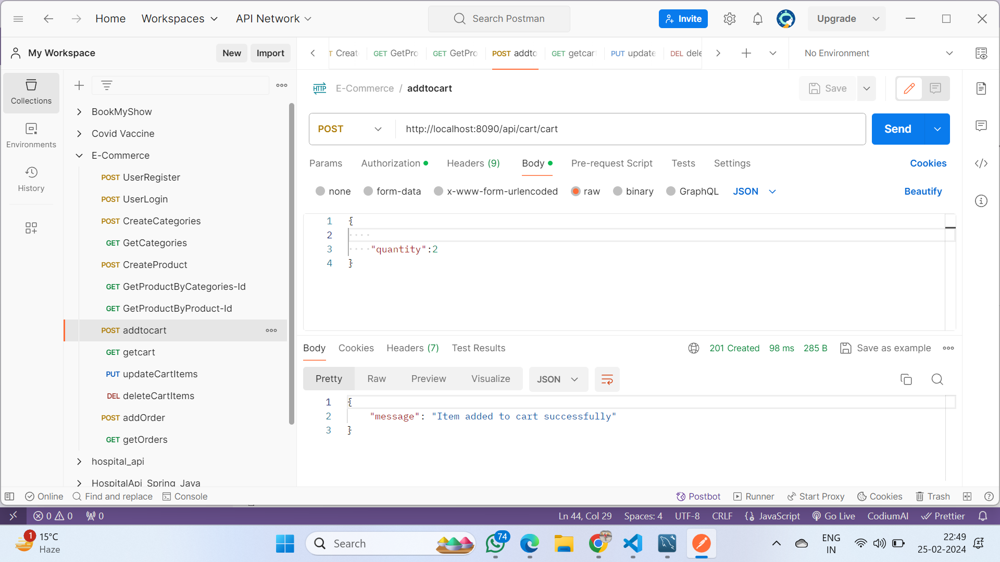 Home
Workspaces
API Network
Search Postman
Invite
Upgrade
My Workspace
New
Import
T Creat
GET GetPro
GET GetPro
POST addto
GET getcar
PUT update
DEL dele
No Environment
Collections
Environments
History
BookMyShow
Covid Vaccine
E-Commerce
POST UserRegister
POST UserLogin
POST CreateCategories
GET GetCategories
POST CreateProduct
GET GetProductByCategories-Id
GET GetProductByProduct-Id
POST addtocart
GET getcart
PUT updateCartItems
DEL deleteCartItems
POST addOrder
GET getOrders
hospital_api
HospitalApi_Spring_Java
HTTP E-Commerce / addtocart
Save
POST http://localhost:8090/api/cart/cart
Send
Params Authorization Headers (9) Body Pre-request Script Tests Settings
Cookies
none form-data x-www-form-urlencoded raw binary GraphQL JSON
Beautify
1 {
2
3 "quantity":2
4 }
Body Cookies Headers (7) Test Results
201 Created 98 ms 285 B Save as example
Pretty Raw Preview Visualize JSON
1 {
2 "message": "Item added to cart successfully"
3 }
Online Find and replace Console
Postbot Runner Start Proxy Cookies Trash
0 0 0
Ln 44, Col 29 Spaces: 4 UTF-8 CRLF JavaScript Go Live CodiumAI Prettier
1
15°C
Haze
Search
74
ENG
IN
22:49
25-02-2024